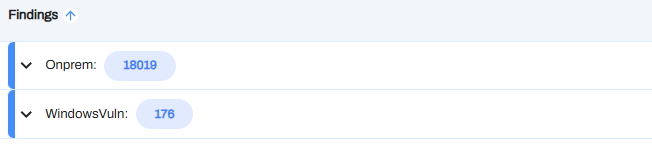 Findings ↑
Onprem: 18019
WindowsVuln: 176